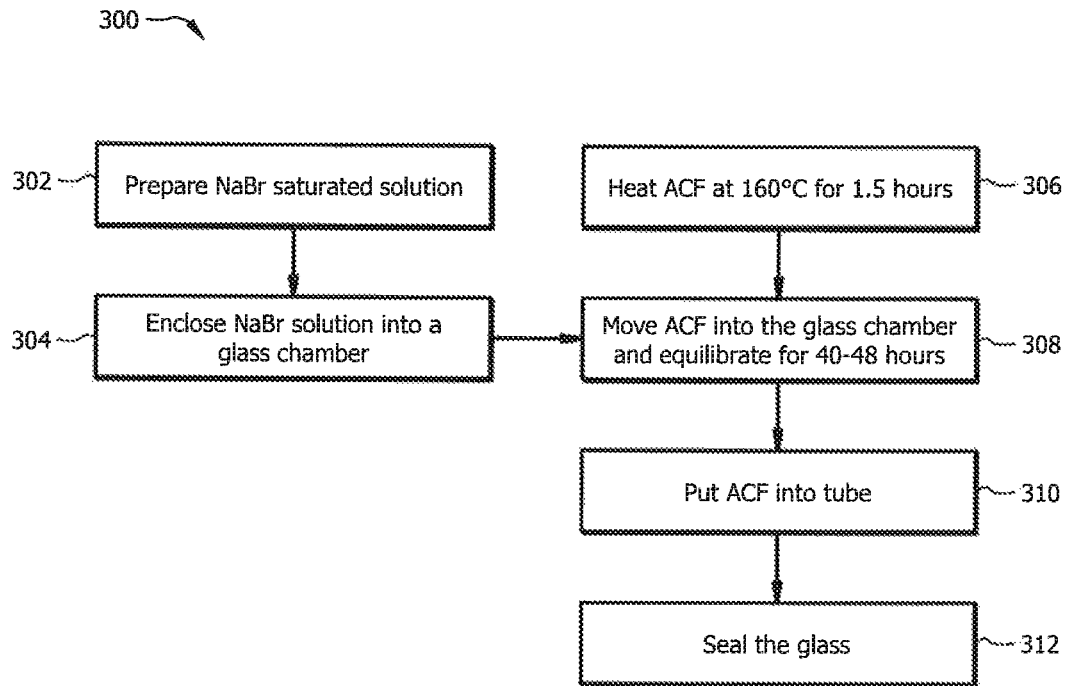 300
302
Prepare NaBr saturated solution
Heat ACF at 160°C for 1.5 hours
306
304
Enclose NaBr solution into a
glass chamber
Move ACF into the glass chamber
and equilibrate for 40-48 hours
308
Put ACF into tube
310
Seal the glass
312